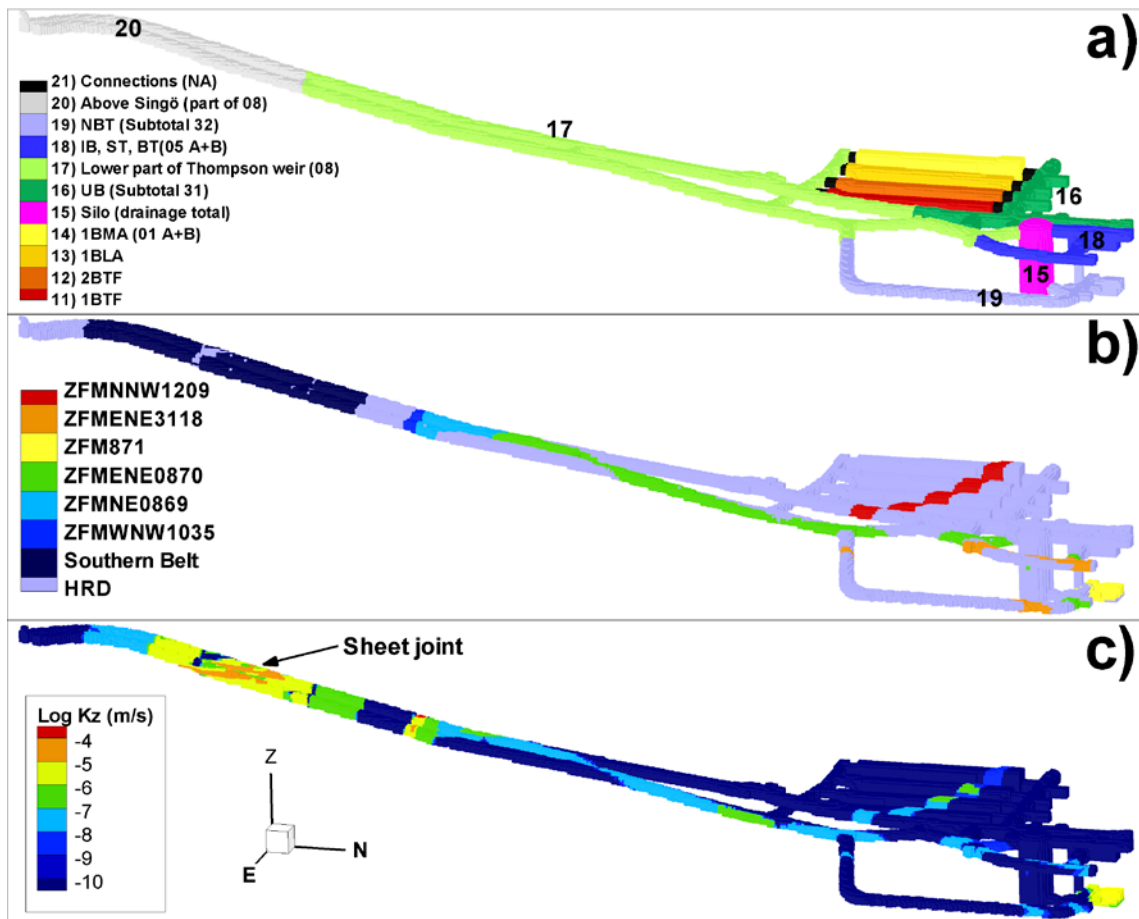 20
a)
21) Connections (NA)
20) Above Singö (part of 08)
19) NBT (Subtotal 32)
18) IB, ST, BT(05 A+B)
17) Lower part of Thompson weir (08)
16) UB (Subtotal 31)
15) Silo (drainage total)
14) 1BMA (01 A+B)
13) 1BLA
12) 2BTF
11) 1BTF
17
16
18
15
19
b)
ZFMNNW1209
ZFMENE3118
ZFM871
ZFMENE0870
ZFMNE0869
ZFMWNW1035
Southern Belt
HRD
c)
Sheet joint
Log Kz (m/s)
-4
-5
-6
-7
-8
-9
-10
Z
N
E